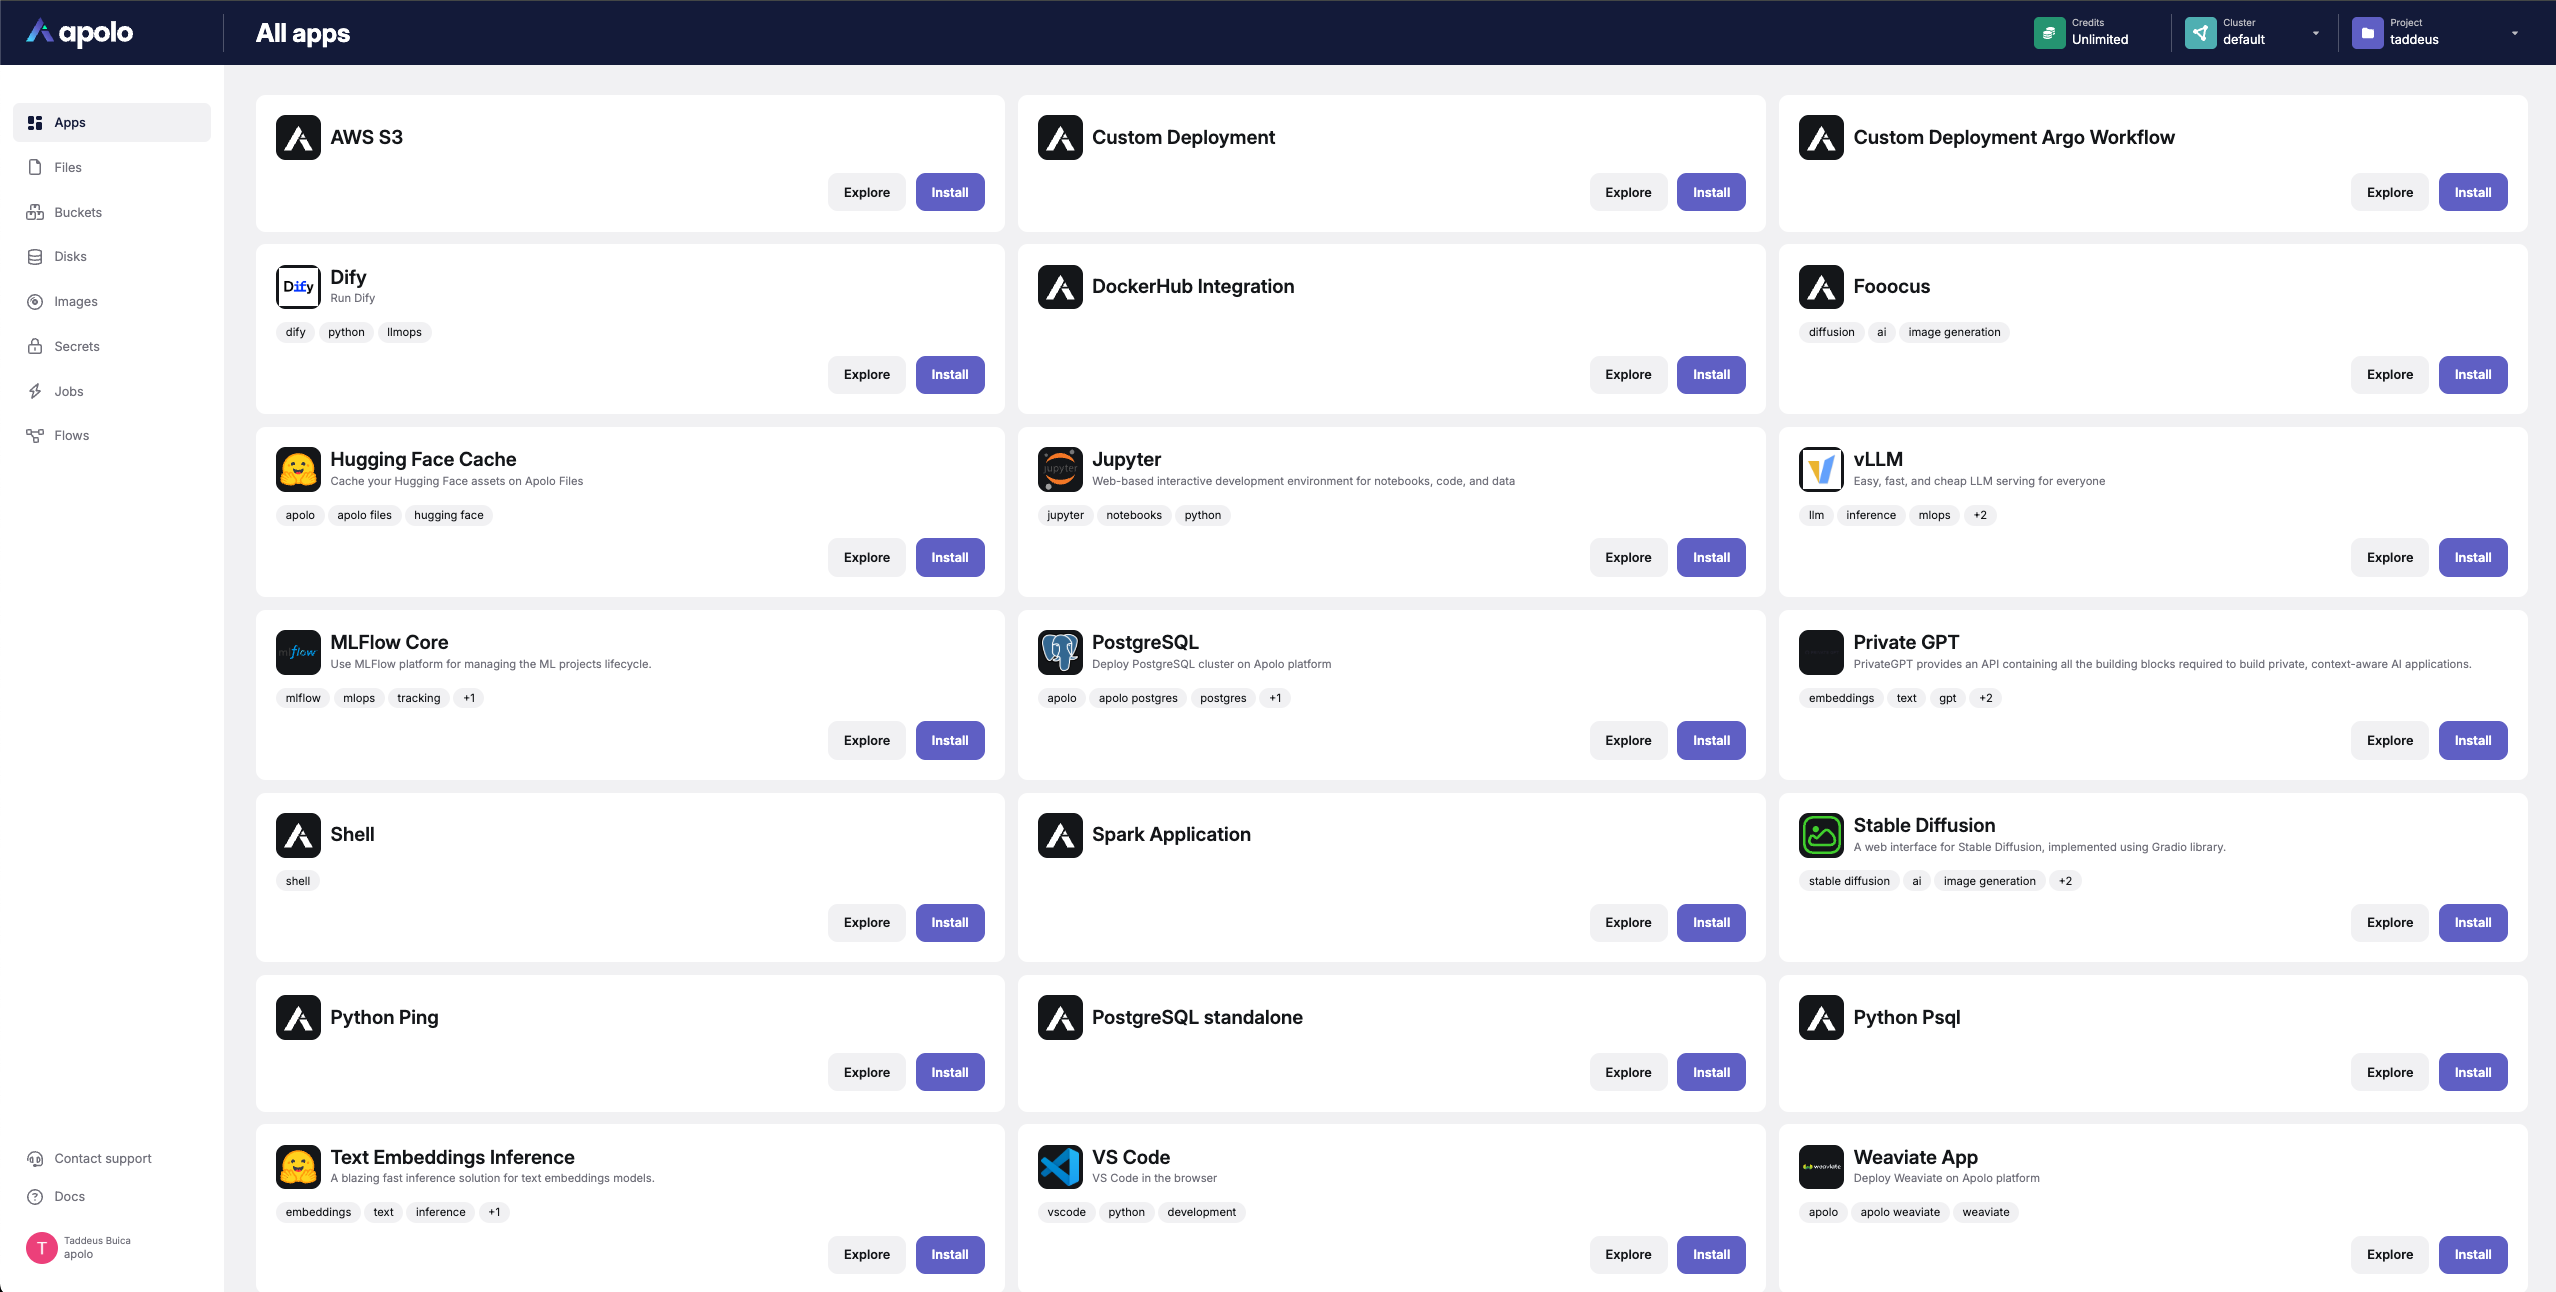 apolo
All apps
Credits
Unlimited
Cluster
default
Project
taddeus
Apps
Files
Buckets
Disks
Images
Secrets
Jobs
Flows
Contact support
Docs
T
Taddeus Buica
apolo
AWS S3
Explore Install
Custom Deployment
Explore Install
Custom Deployment Argo Workflow
Explore Install
Dify
Dify
Run Dify
dify python llmops
Explore Install
DockerHub Integration
Explore Install
Fooocus
diffusion ai image generation
Explore Install
Hugging Face Cache
Cache your Hugging Face assets on Apolo Files
apolo apolo files hugging face
Explore Install
jupyter
Jupyter
Web-based interactive development environment for notebooks, code, and data
jupyter notebooks python
Explore Install
vLLM
Easy, fast, and cheap LLM serving for everyone
llm inference mlops +2
Explore Install
mlflow
MLFlow Core
Use MLFlow platform for managing the ML projects lifecycle.
mlflow mlops tracking +1
Explore Install
PostgreSQL
Deploy PostgreSQL cluster on Apolo platform
apolo apolo postgres postgres +1
Explore Install
Private GPT
PrivateGPT provides an API containing all the building blocks required to build private, context-aware AI applications.
embeddings text gpt +2
Explore Install
Shell
shell
Explore Install
Spark Application
Explore Install
Stable Diffusion
A web interface for Stable Diffusion, implemented using Gradio library.
stable diffusion ai image generation +2
Explore Install
Python Ping
Explore Install
PostgreSQL standalone
Explore Install
Python Psql
Explore Install
Text Embeddings Inference
A blazing fast inference solution for text embeddings models.
embeddings text inference +1
Explore Install
VS Code
VS Code in the browser
vscode python development
Explore Install
weaviate
Weaviate App
Deploy Weaviate on Apolo platform
apolo apolo weaviate weaviate
Explore Install